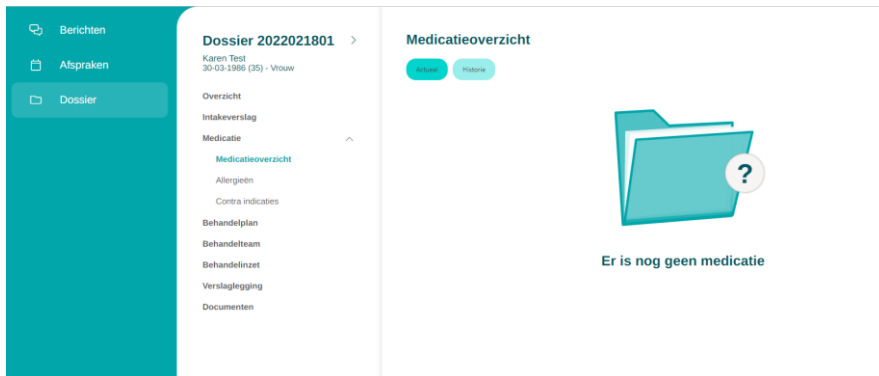 Berichten
Afspraken
Dossier
Dossier 2022021801
Karen Test
30-03-1986 (35) - Vrouw
Overzicht
Intakeverslag
Medicatie
Medicatieoverzicht
Allergieën
Contra indicaties
Behandelplan
Behandelteam
Behandelinzet
Verslaglegging
Documenten
Medicatieoverzicht
Actueel Historie
?
Er is nog geen medicatie